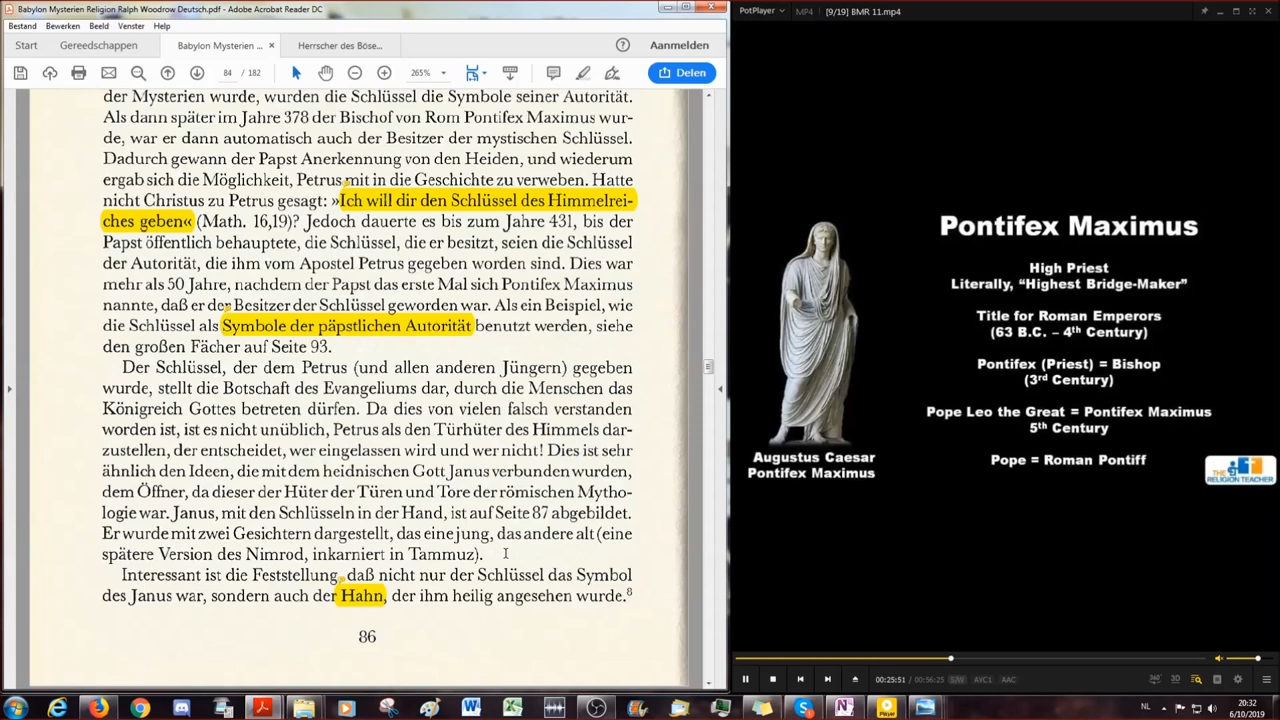 Babylon Mysterien Religion Ralph Woodrow Deutsch.pdf - Adobe Acrobat Reader DC
Bestand Bewerken Beeld Venster Help
Start Gereedschappen Babylon Mysterien ... × Herrscher des Böse... Aanmelden
84 / 182 265% Delen
der Mysterien wurde, wurden die Schlüssel die Symbole seiner Autorität.
Als dann später im Jahre 378 der Bischof von Rom Pontifex Maximus wur-
de, war er dann automatisch auch der Besitzer der mystischen Schlüssel.
Dadurch gewann der Papst Anerkennung von den Heiden, und wiederum
ergab sich die Möglichkeit, Petrus mit in die Geschichte zu verweben. Hatte
nicht Christus zu Petrus gesagt: »Ich will dir den Schlüssel des Himmelrei-
ches geben« (Math. 16,19)? Jedoch dauerte es bis zum Jahre 431, bis der
Papst öffentlich behauptete, die Schlüssel, die er besitzt, seien die Schlüssel
der Autorität, die ihm vom Apostel Petrus gegeben worden sind. Dies war
mehr als 50 Jahre, nachdem der Papst das erste Mal sich Pontifex Maximus
nannte, daß er der Besitzer der Schlüssel geworden war. Als ein Beispiel, wie
die Schlüssel als Symbole der päpstlichen Autorität benutzt werden, siehe
den großen Fächer auf Seite 93.
Der Schlüssel, der dem Petrus (und allen anderen Jüngern) gegeben
wurde, stellt die Botschaft des Evangeliums dar, durch die Menschen das
Königreich Gottes betreten dürfen. Da dies von vielen falsch verstanden
worden ist, ist es nicht unüblich, Petrus als den Türhüter des Himmels dar-
zustellen, der entscheidet, wer eingelassen wird und wer nicht! Dies ist sehr
ähnlich den Ideen, die mit dem heidnischen Gott Janus verbunden wurden,
dem Öffner, da dieser der Hüter der Türen und Tore der römischen Mytho-
logie war. Janus, mit den Schlüsseln in der Hand, ist auf Seite 87 abgebildet.
Er wurde mit zwei Gesichtern dargestellt, das eine jung, das andere alt (eine
spätere Version des Nimrod, inkarniert in Tammuz).
Interessant ist die Feststellung, daß nicht nur der Schlüssel das Symbol
des Janus war, sondern auch der Hahn, der ihm heilig angesehen wurde.8
86
PotPlayer MP4 [9/19] BMR 11.mp4
Pontifex Maximus
High Priest
Literally, “Highest Bridge-Maker”
Title for Roman Emperors
(63 B.C. – 4th Century)
Pontifex (Priest) = Bishop
(3rd Century)
Pope Leo the Great = Pontifex Maximus
5th Century
Pope = Roman Pontiff
Augustus Caesar
Pontifex Maximus
THE
RELIGION TEACHER
00:25:51 / 00:56:25 S/W AVC1 AAC
360° 3D
NL 20:32
6/10/2019